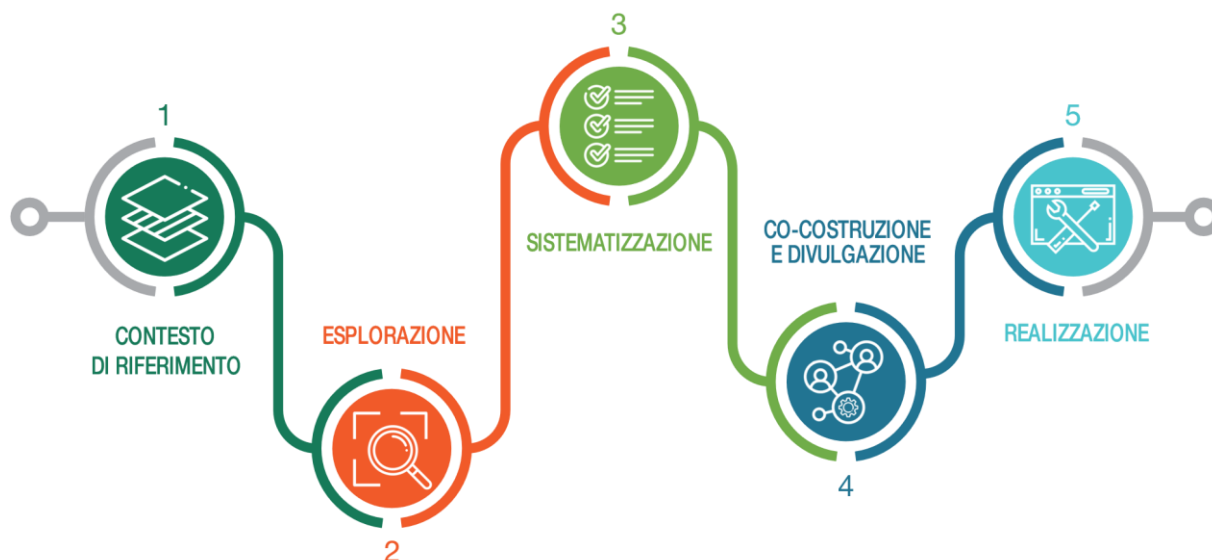 1
CONTESTO
DI RIFERIMENTO
ESPLORAZIONE
2
3
SISTEMATIZZAZIONE
CO-COSTRUZIONE
E DIVULGAZIONE
4
5
REALIZZAZIONE